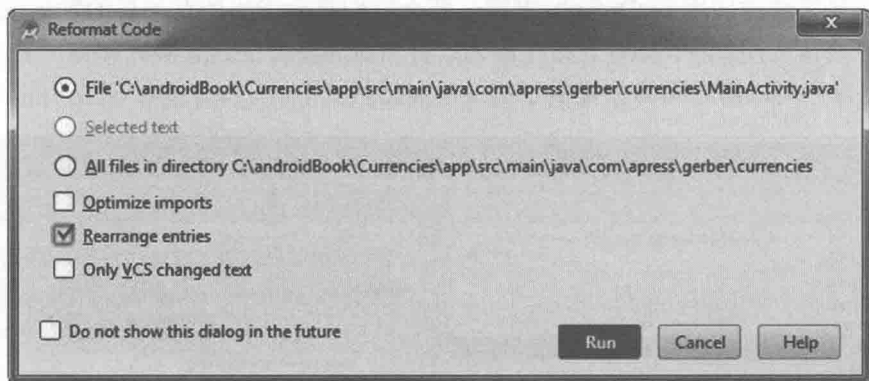 Reformat Code
x
File 'C:\androidBook\Currencies\app\src\main\java\com\apress\gerber\currencies\MainActivity.java'
Selected text
All files in directory C:\androidBook\Currencies\app\src\main\java\com\apress\gerber\currencies
Optimize imports
Rearrange entries
Only VCS changed text
Do not show this dialog in the future
Run Cancel Help